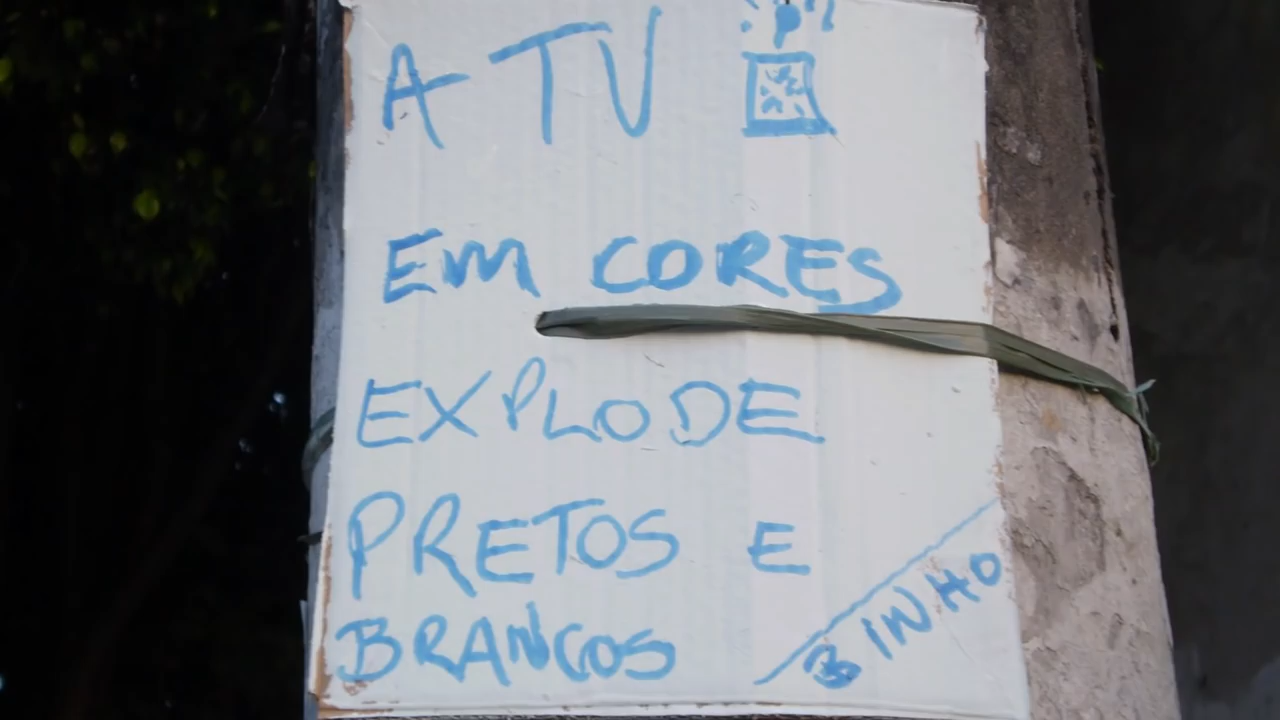 A TV
EM CORES
EXPLODE
PRETOS E
BRANCOS
BINHO